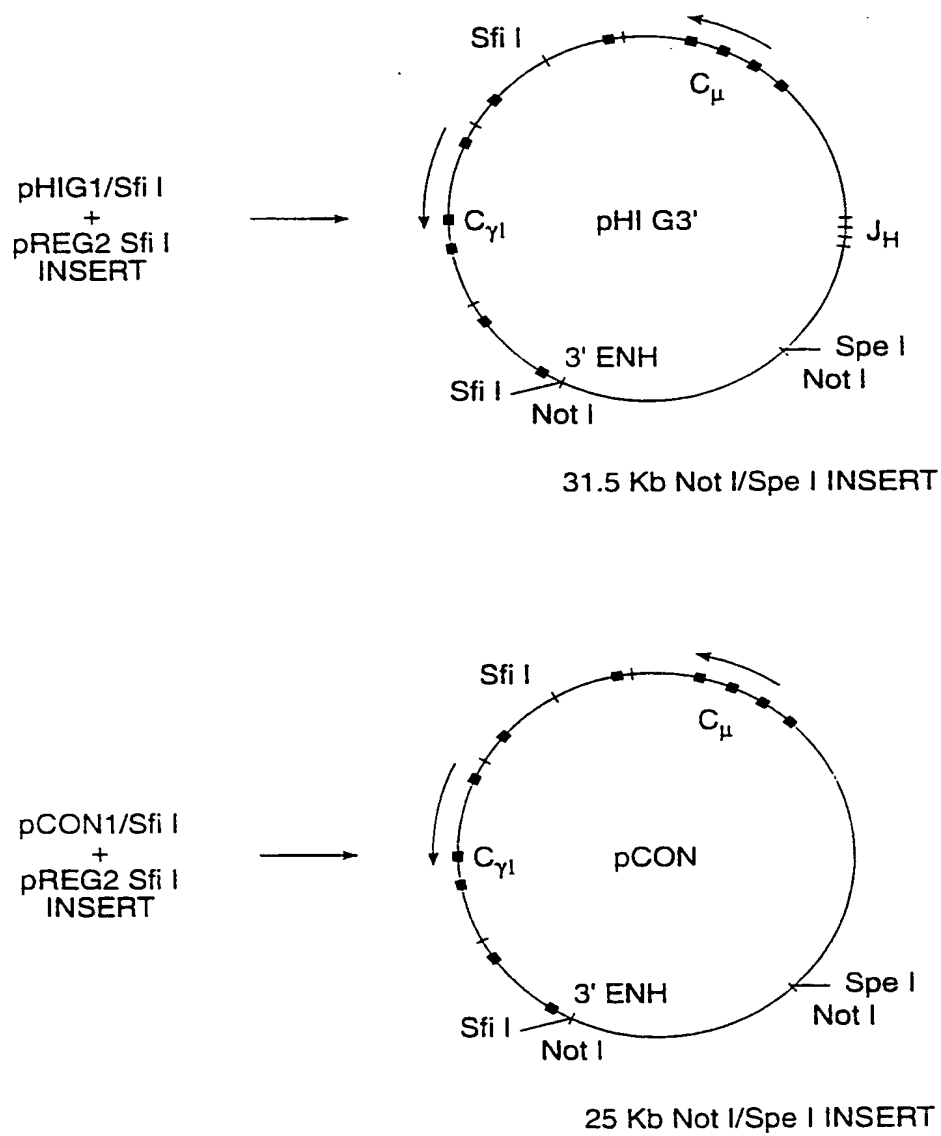 Sfi I
Cμ
pHIG1/Sfi I
+
pREG2 Sfi I
INSERT
CγI
pHI G3'
JH
3' ENH
Spe I
Sfi I
Not I
Not I
31.5 Kb Not I/Spe I INSERT
Sfi I
Cμ
pCON1/Sfi I
+
pREG2 Sfi I
INSERT
CγI
pCON
3' ENH
Spe I
Sfi I
Not I
Not I
25 Kb Not I/Spe I INSERT